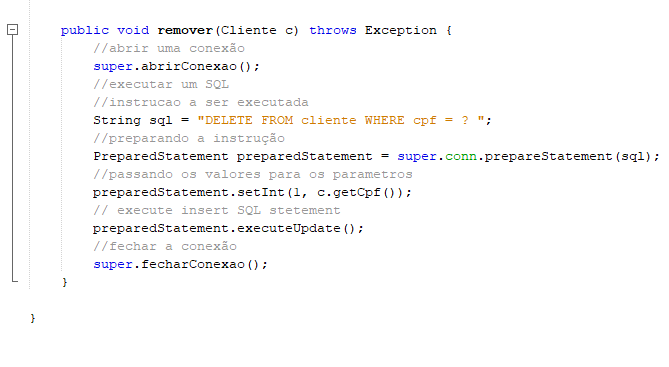 public void remover(Cliente c) throws Exception {
//abrir uma conexão
super.abrirConexao();
//executar um SQL
//instrucao a ser executada
String sql = "DELETE FROM cliente WHERE cpf = ? ";
//preparando a instrução
PreparedStatement preparedStatement = super.conn.prepareStatement(sql);
//passando os valores para os parametros
preparedStatement.setInt(1, c.getCpf());
// execute insert SQL stetement
preparedStatement.executeUpdate();
//fechar a conexão
super.fecharConexao();
}
}